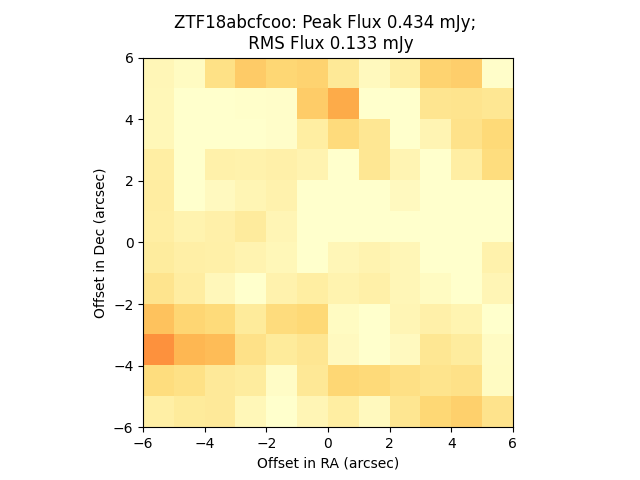 ZTF18abcfcoo: Peak Flux 0.434 mJy;
RMS Flux 0.133 mJy
6
4
2
0
−2
−4
−6
Offset in Dec (arcsec)
−6 −4 −2 0 2 4 6
Offset in RA (arcsec)